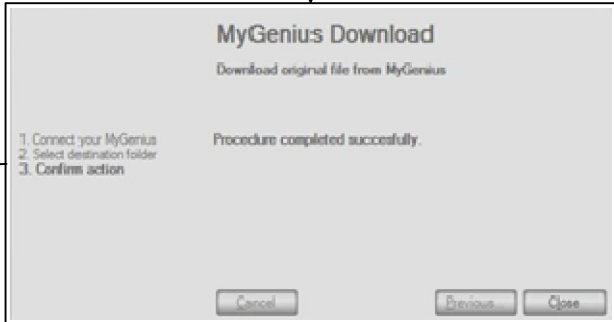 MyGenius Download
Download original file from MyGenius
1. Connect your MyGenius
2. Select destination folder
3. Confirm action
Procedure completed succesfully.
Cancel
Previous...
Close